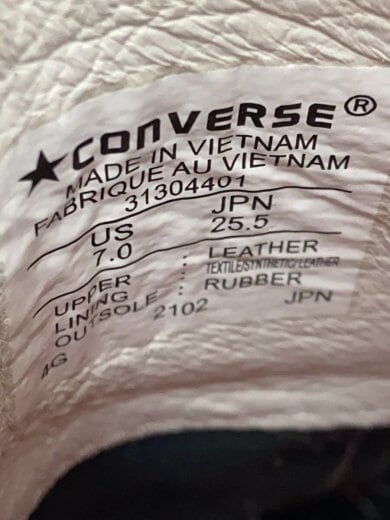 ★CONVERSE®
MADE IN VIETNAM
FABRIQUE AU VIETNAM
31304401
US JPN
7.0 25.5
UPPER : LEATHER
LINING : TEXTILE/SYNTHETIC/LEATHER
OUTSOLE : RUBBER
4G 2102 JPN